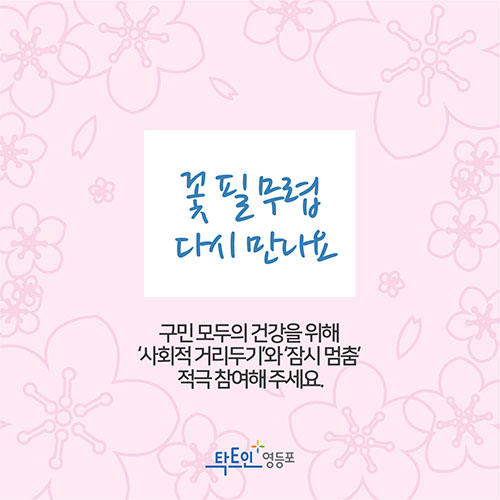 꽃 필 무렵
다시 만나요
구민 모두의 건강을 위해
‘사회적 거리두기’와 ‘잠시 멈춤’
적극 참여해 주세요.
탁트인 영등포